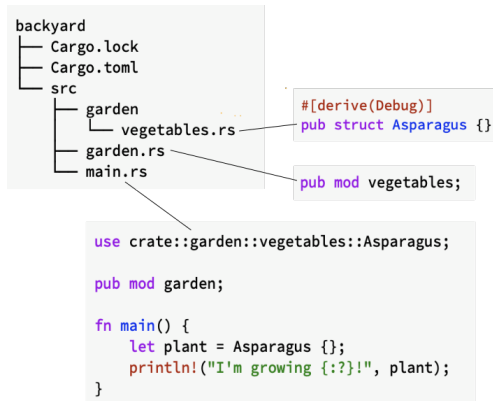 backyard
├── Cargo.lock
├── Cargo.toml
└── src
    ├── garden
    │   └── vegetables.rs
    ├── garden.rs
    └── main.rs
#[derive(Debug)]
pub struct Asparagus {}
pub mod vegetables;
use crate::garden::vegetables::Asparagus;

pub mod garden;

fn main() {
    let plant = Asparagus {};
    println!("I'm growing {:?}!", plant);
}